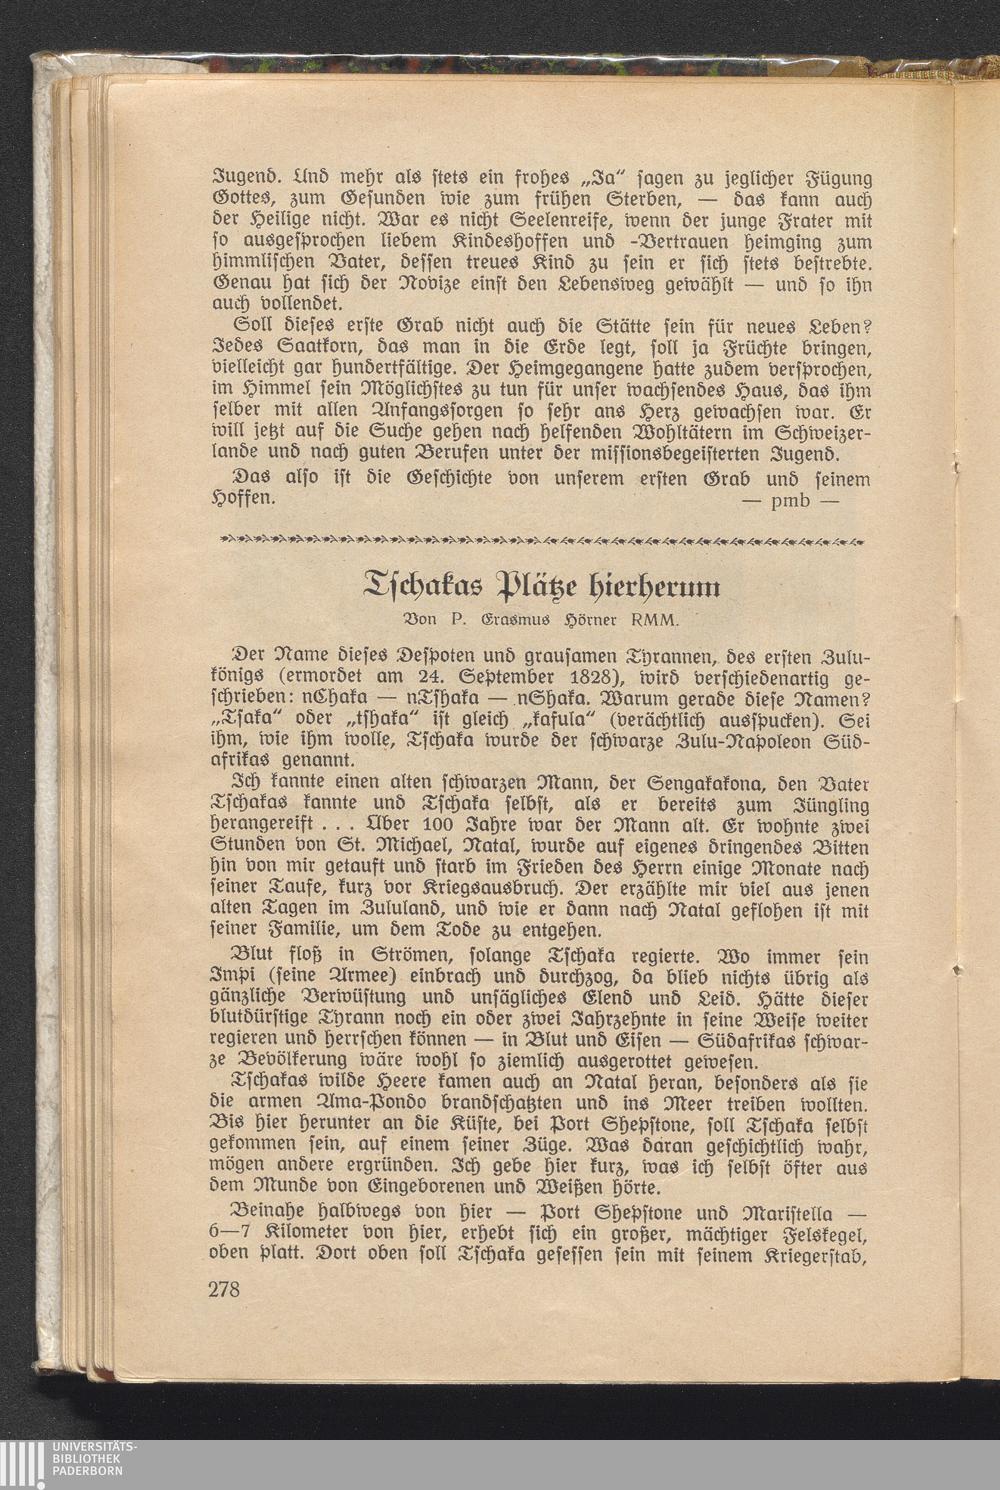 Jugend. Und mehr als stets ein frohes „Ja“ sagen zu jeglicher Fügung
Gottes, zum Gesunden wie zum frühen Sterben, — das kann auch
der Heilige nicht. War es nicht Seelenreife, wenn der junge Frater mit
so ausgesprochen liebem Kindeshoffen und -Vertrauen heimging zum
himmlischen Vater, dessen treues Kind zu sein er sich stets bestrebte.
Genau hat sich der Novize einst den Lebensweg gewählt — und so ihn
auch vollendet.
Soll dieses erste Grab nicht auch die Stätte sein für neues Leben?
Jedes Saatkorn, das man in die Erde legt, soll ja Früchte bringen,
vielleicht gar hundertfältige. Der Heimgegangene hatte zudem versprochen,
im Himmel sein Möglichstes zu tun für unser wachsendes Haus, das ihm
selber mit allen Anfangssorgen so sehr ans Herz gewachsen war. Er
will jetzt auf die Suche gehen nach helfenden Wohltätern im Schweizer-
lande und nach guten Berufen unter der missionsbegeisterten Jugend.
Das also ist die Geschichte von unserem ersten Grab und seinem
Hoffen. — pmb —
Tschakas Plätze hierherum
Von P. Erasmus Hörner RMM.
Der Name dieses Despoten und grausamen Tyrannen, des ersten Zulu-
königs (ermordet am 24. September 1828), wird verschiedenartig ge-
schrieben: nChaka — nTshaka — nShaka. Warum gerade diese Namen?
„Tsaka“ oder „tshaka“ ist gleich „kafula“ (verächtlich ausspucken). Sei
ihm, wie ihm wolle, Tschaka wurde der schwarze Zulu-Napoleon Süd-
afrikas genannt.
Ich kannte einen alten schwarzen Mann, der Sengakakona, den Vater
Tschakas kannte und Tschaka selbst, als er bereits zum Jüngling
herangereift . . . Über 100 Jahre war der Mann alt. Er wohnte zwei
Stunden von St. Michael, Natal, wurde auf eigenes dringendes Bitten
hin von mir getauft und starb im Frieden des Herrn einige Monate nach
seiner Taufe, kurz vor Kriegsausbruch. Der erzählte mir viel aus jenen
alten Tagen im Zululand, und wie er dann nach Natal geflohen ist mit
seiner Familie, um dem Tode zu entgehen.
Blut floß in Strömen, solange Tschaka regierte. Wo immer sein
Impi (seine Armee) einbrach und durchzog, da blieb nichts übrig als
gänzliche Verwüstung und unsägliches Elend und Leid. Hätte dieser
blutdürstige Tyrann noch ein oder zwei Jahrzehnte in seine Weise weiter
regieren und herrschen können — in Blut und Eisen — Südafrikas schwar-
ze Bevölkerung wäre wohl so ziemlich ausgerottet gewesen.
Tschakas wilde Heere kamen auch an Natal heran, besonders als sie
die armen Ama-Pondo brandschatzten und ins Meer treiben wollten.
Bis hier herunter an die Küste, bei Port Shepstone, soll Tschaka selbst
gekommen sein, auf einem seiner Züge. Was daran geschichtlich wahr,
mögen andere ergründen. Ich gebe hier kurz, was ich selbst öfter aus
dem Munde von Eingeborenen und Weißen hörte.
Beinahe halbwegs von hier — Port Shepstone und Maristella —
6—7 Kilometer von hier, erhebt sich ein großer, mächtiger Felskegel,
oben platt. Dort oben soll Tschaka gesessen sein mit seinem Kriegerstab,
278
UNIVERSITÄTS-
BIBLIOTHEK
PADERBORN